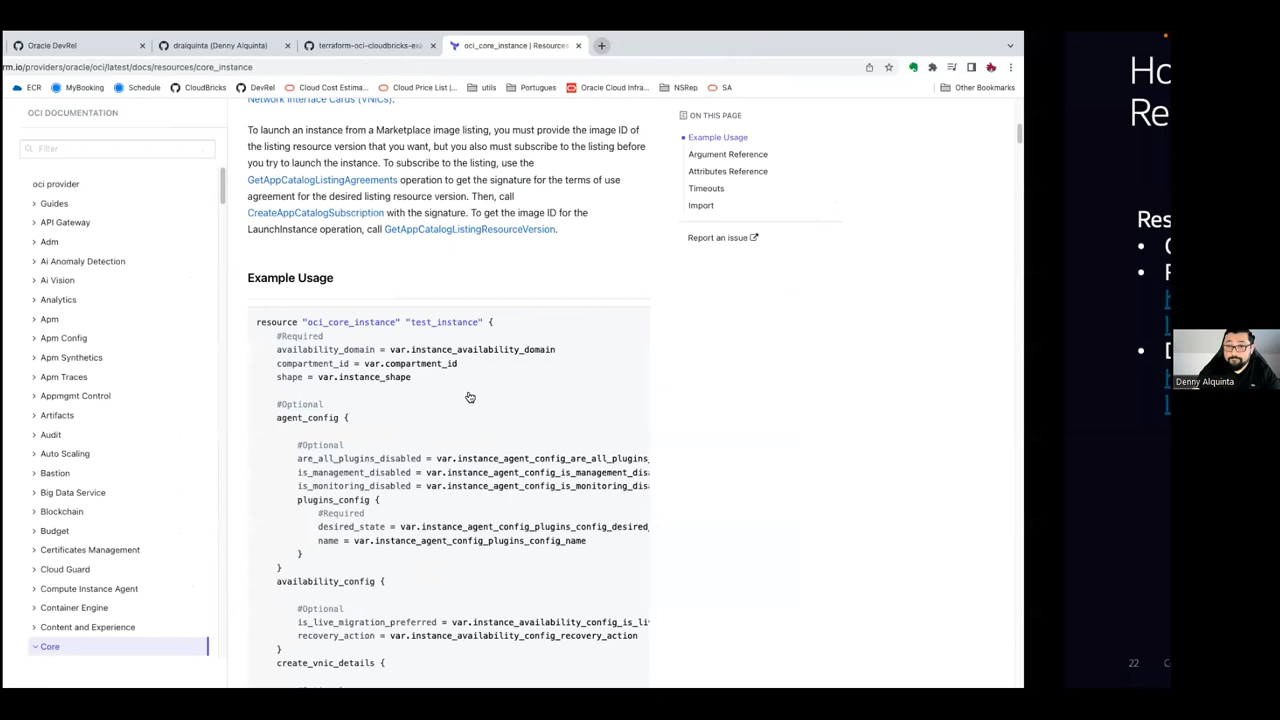 Oracle DevRel
dralquinta (Denny Alquinta)
terraform-oci-cloudbricks-exa
oci_core_instance | Resources
rm.io/providers/oracle/oci/latest/docs/resources/core_instance
ECR
MyBooking
Schedule
CloudBricks
DevRel
Cloud Cost Estima...
Cloud Price List |...
utils
Portugues
Oracle Cloud Infra...
NSRep
SA
Other Bookmarks
OCI DOCUMENTATION
Filter
oci provider
Guides
API Gateway
Adm
Ai Anomaly Detection
Ai Vision
Analytics
Apm
Apm Config
Apm Synthetics
Apm Traces
Appmgmt Control
Artifacts
Audit
Auto Scaling
Bastion
Big Data Service
Blockchain
Budget
Certificates Management
Cloud Guard
Compute Instance Agent
Container Engine
Content and Experience
Core
Network Interface Cards (VNICs).
To launch an instance from a Marketplace image listing, you must provide the image ID of
the listing resource version that you want, but you also must subscribe to the listing before
you try to launch the instance. To subscribe to the listing, use the
GetAppCatalogListingAgreements operation to get the signature for the terms of use
agreement for the desired listing resource version. Then, call
CreateAppCatalogSubscription with the signature. To get the image ID for the
LaunchInstance operation, call GetAppCatalogListingResourceVersion.
Example Usage
resource "oci_core_instance" "test_instance" {
#Required
availability_domain = var.instance_availability_domain
compartment_id = var.compartment_id
shape = var.instance_shape
#Optional
agent_config {
#Optional
are_all_plugins_disabled = var.instance_agent_config_are_all_plugins_
is_management_disabled = var.instance_agent_config_is_management_disa
is_monitoring_disabled = var.instance_agent_config_is_monitoring_disa
plugins_config {
#Required
desired_state = var.instance_agent_config_plugins_config_desired_
name = var.instance_agent_config_plugins_config_name
}
}
availability_config {
#Optional
is_live_migration_preferred = var.instance_availability_config_is_liv
recovery_action = var.instance_availability_config_recovery_action
}
create_vnic_details {
ON THIS PAGE
Example Usage
Argument Reference
Attributes Reference
Timeouts
Import
Report an issue
Ho
Re
Res
Denny Alquinta
22